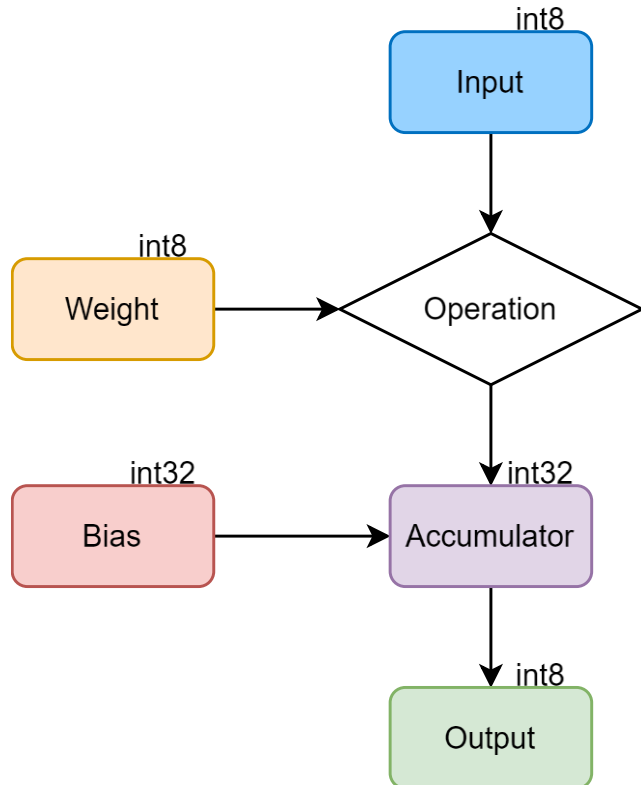 int8
Input
int8
Weight
Operation
int32
Bias
int32
Accumulator
int8
Output